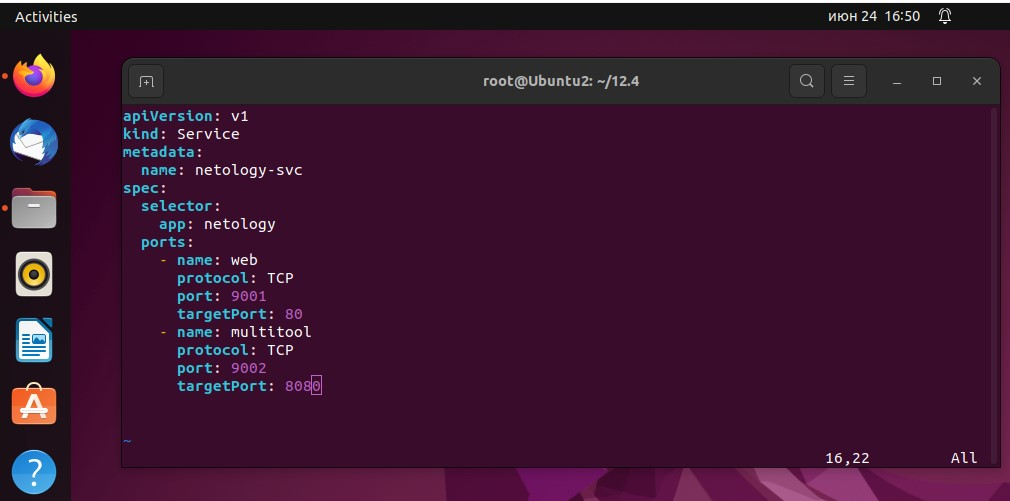 Activities
июн 24 16:50
root@Ubuntu2: ~/12.4
apiVersion: v1
kind: Service
metadata:
  name: netology-svc
spec:
  selector:
    app: netology
  ports:
    - name: web
      protocol: TCP
      port: 9001
      targetPort: 80
    - name: multitool
      protocol: TCP
      port: 9002
      targetPort: 8080
~
16,22 All